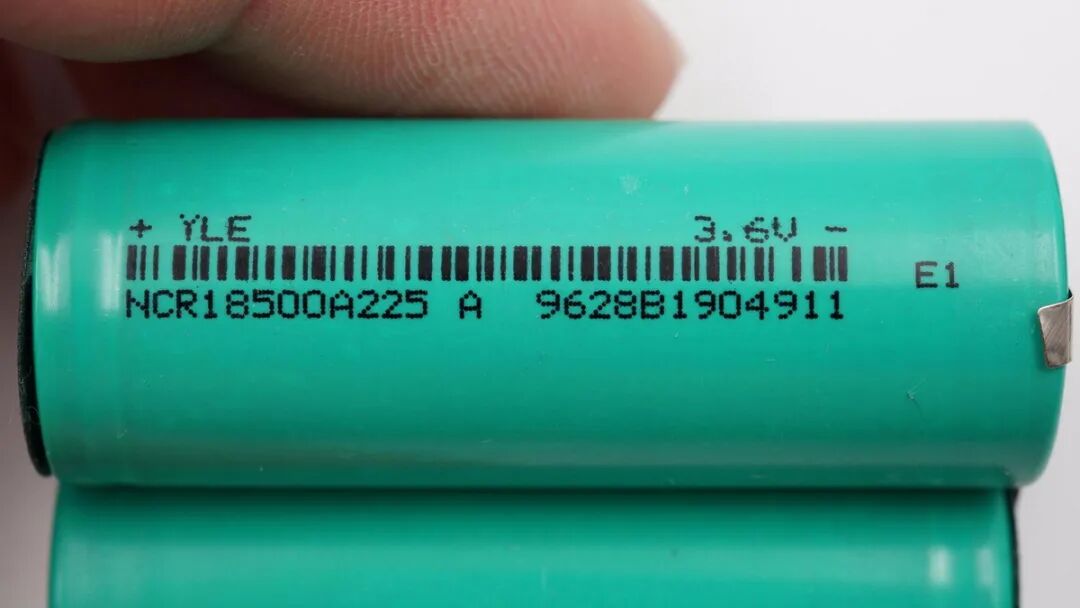 + YLE 3.6V -
NCR18500A225 A 9628B1904911
E1